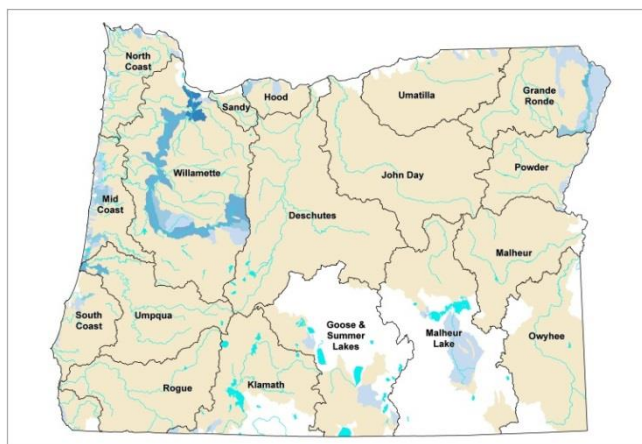 North
Coast
Sandy
Hood
Umatilla
Grande
Ronde
Willamette
John Day
Powder
Mid
Coast
Deschutes
Malheur
South
Coast
Umpqua
Goose &
Summer
Lakes
Malheur
Lake
Owyhee
Rogue
Klamath